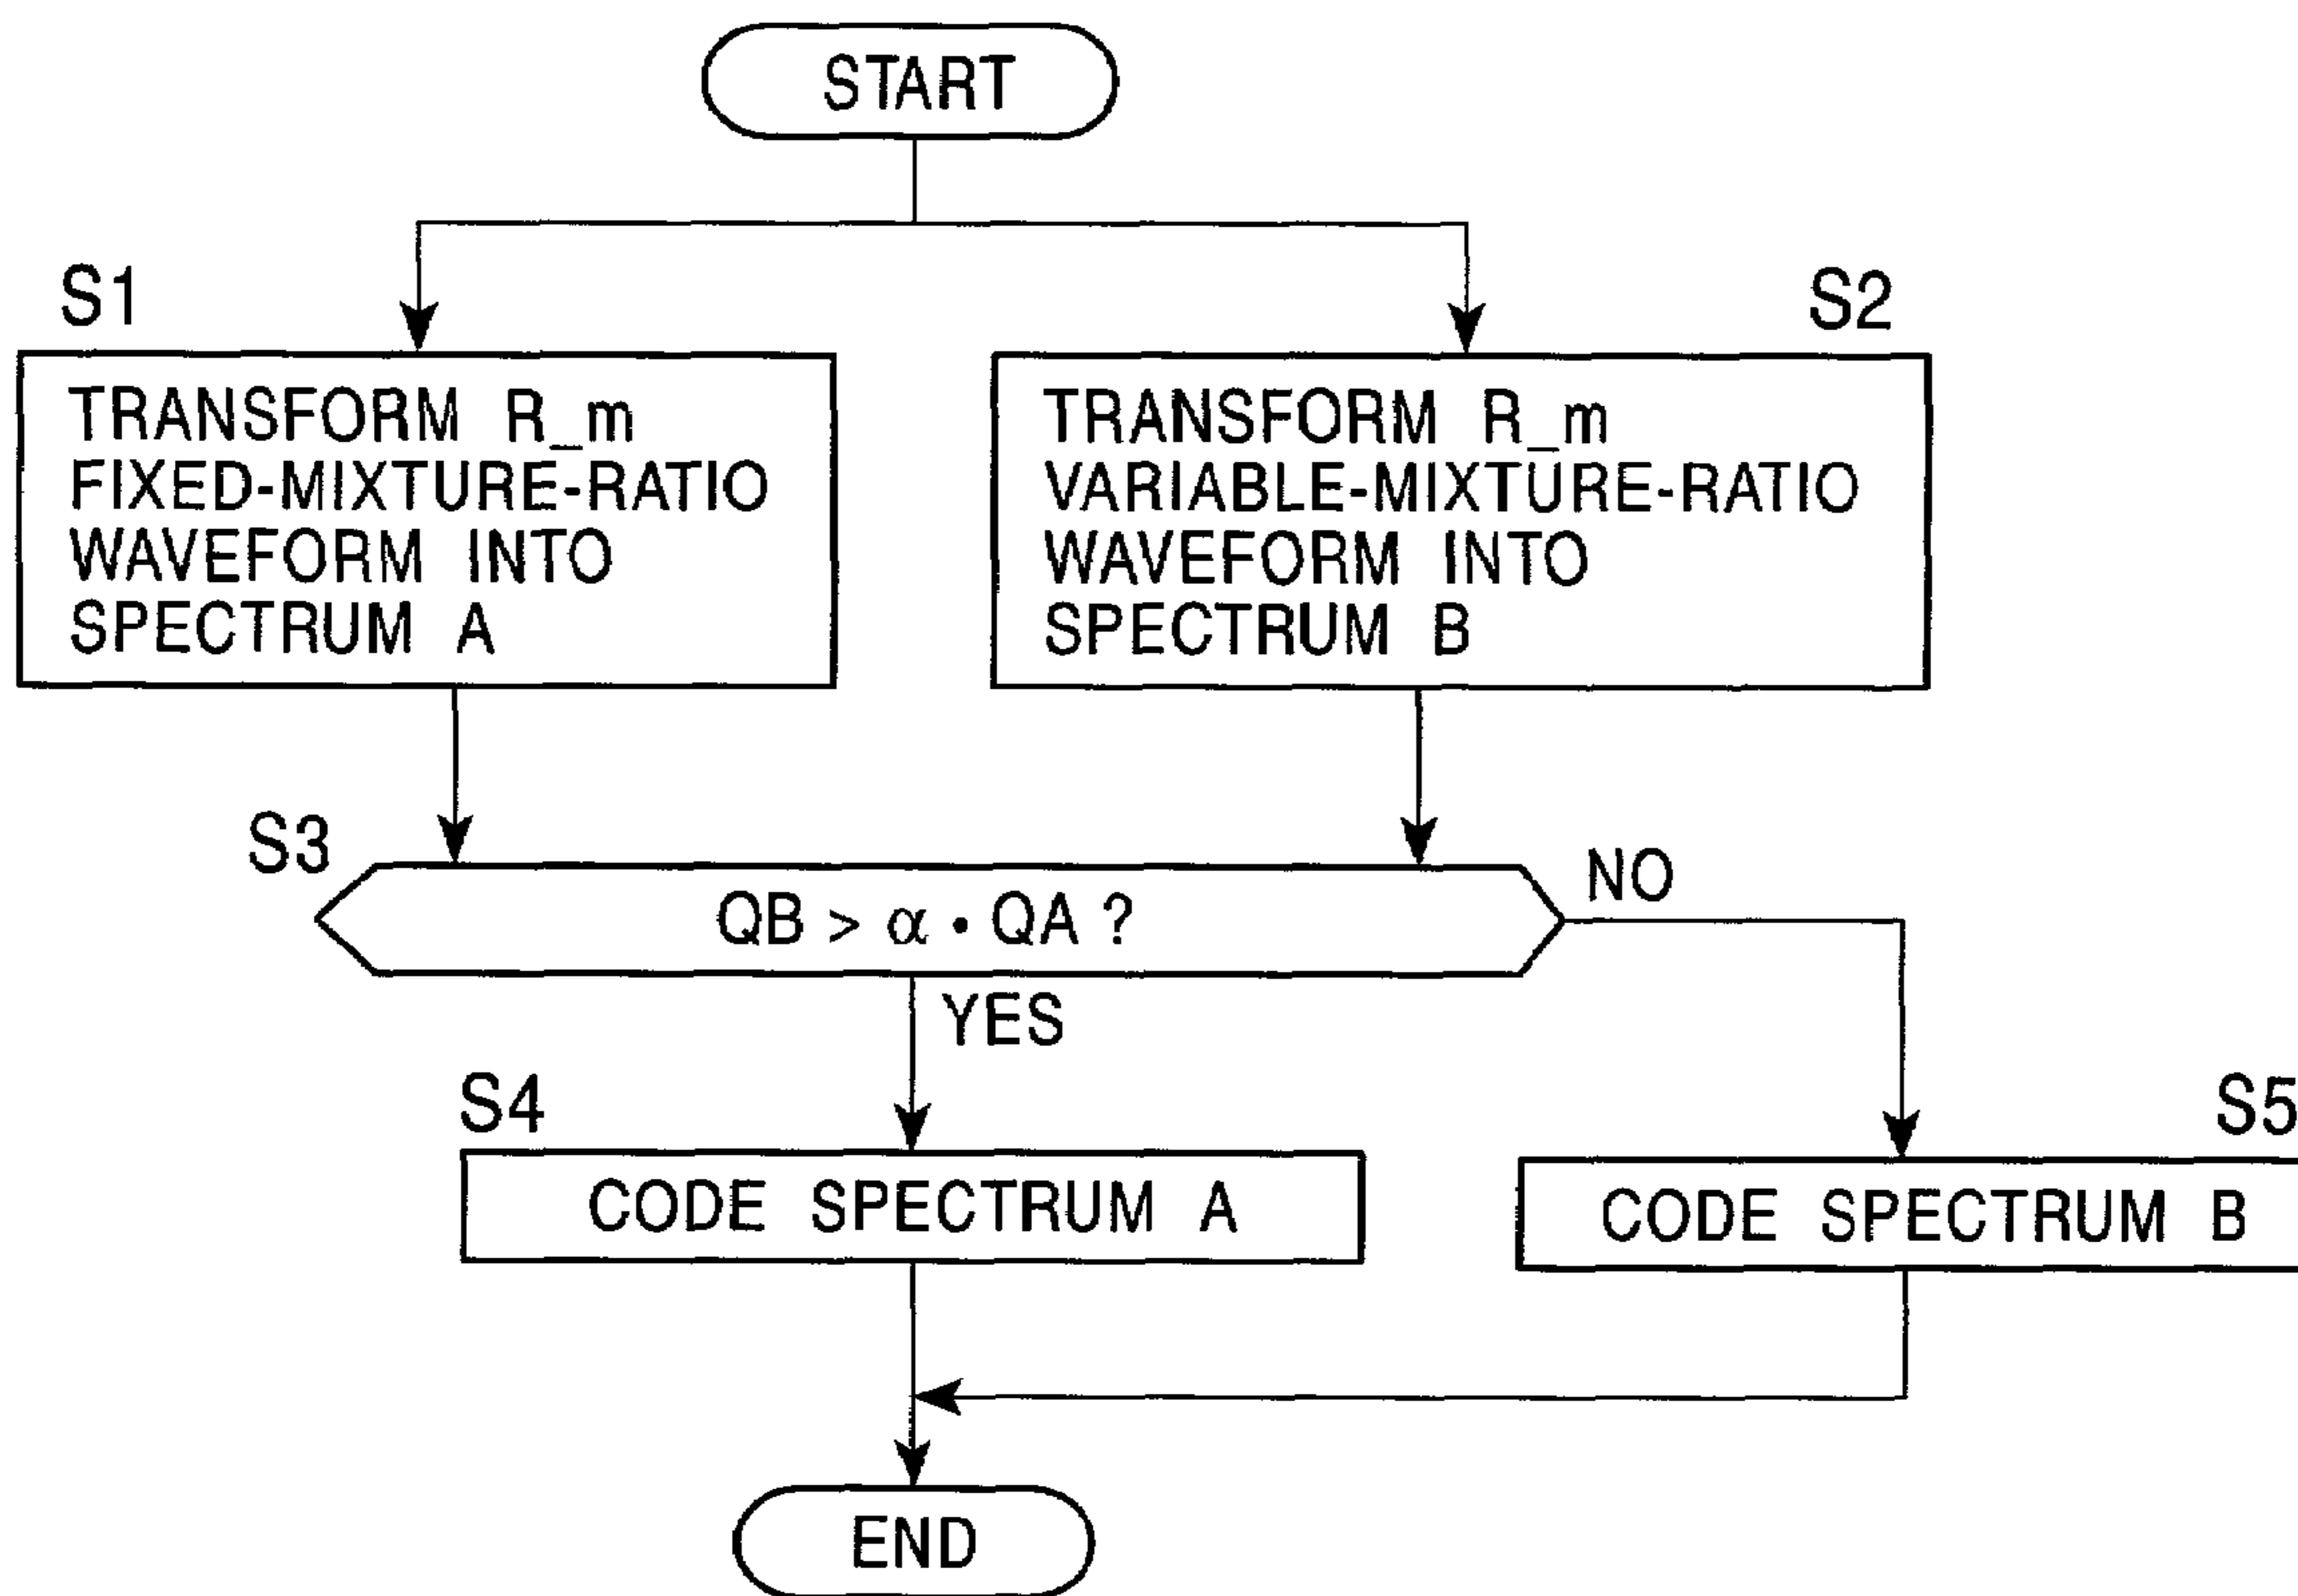 START
S1
TRANSFORM R_m
FIXED-MIXTURE-RATIO
WAVEFORM INTO
SPECTRUM A
S2
TRANSFORM R_m
VARIABLE-MIXTURE-RATIO
WAVEFORM INTO
SPECTRUM B
S3
QB > α • QA ?
NO
YES
S4
CODE SPECTRUM A
S5
CODE SPECTRUM B
END